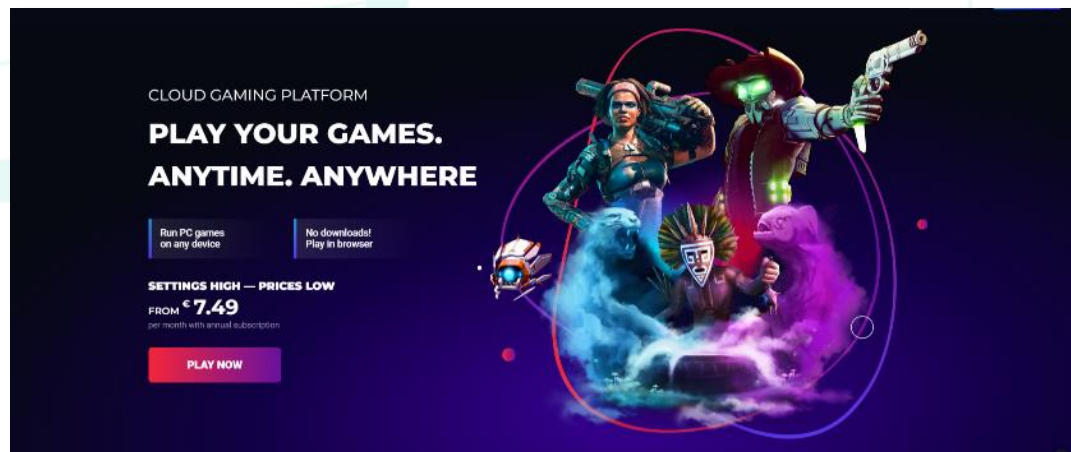 CLOUD GAMING PLATFORM
PLAY YOUR GAMES.
ANYTIME. ANYWHERE
Run PC games
on any device
No downloads!
Play in browser
SETTINGS HIGH — PRICES LOW
FROM € 7.49
per month with annual subscription
PLAY NOW